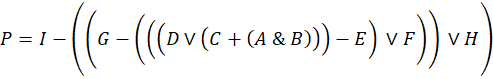 P = I − ((G − (((D ∨ (C + (A & B))) − E) ∨ F)) ∨ H)